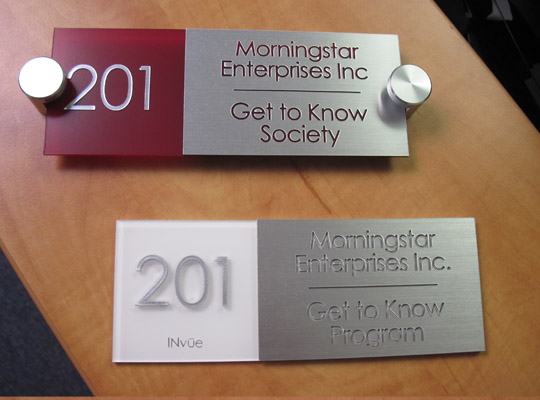 201
Morningstar
Enterprises Inc
Get to Know
Society
201
INvūe
Morningstar
Enterprises Inc.
Get to Know
Program